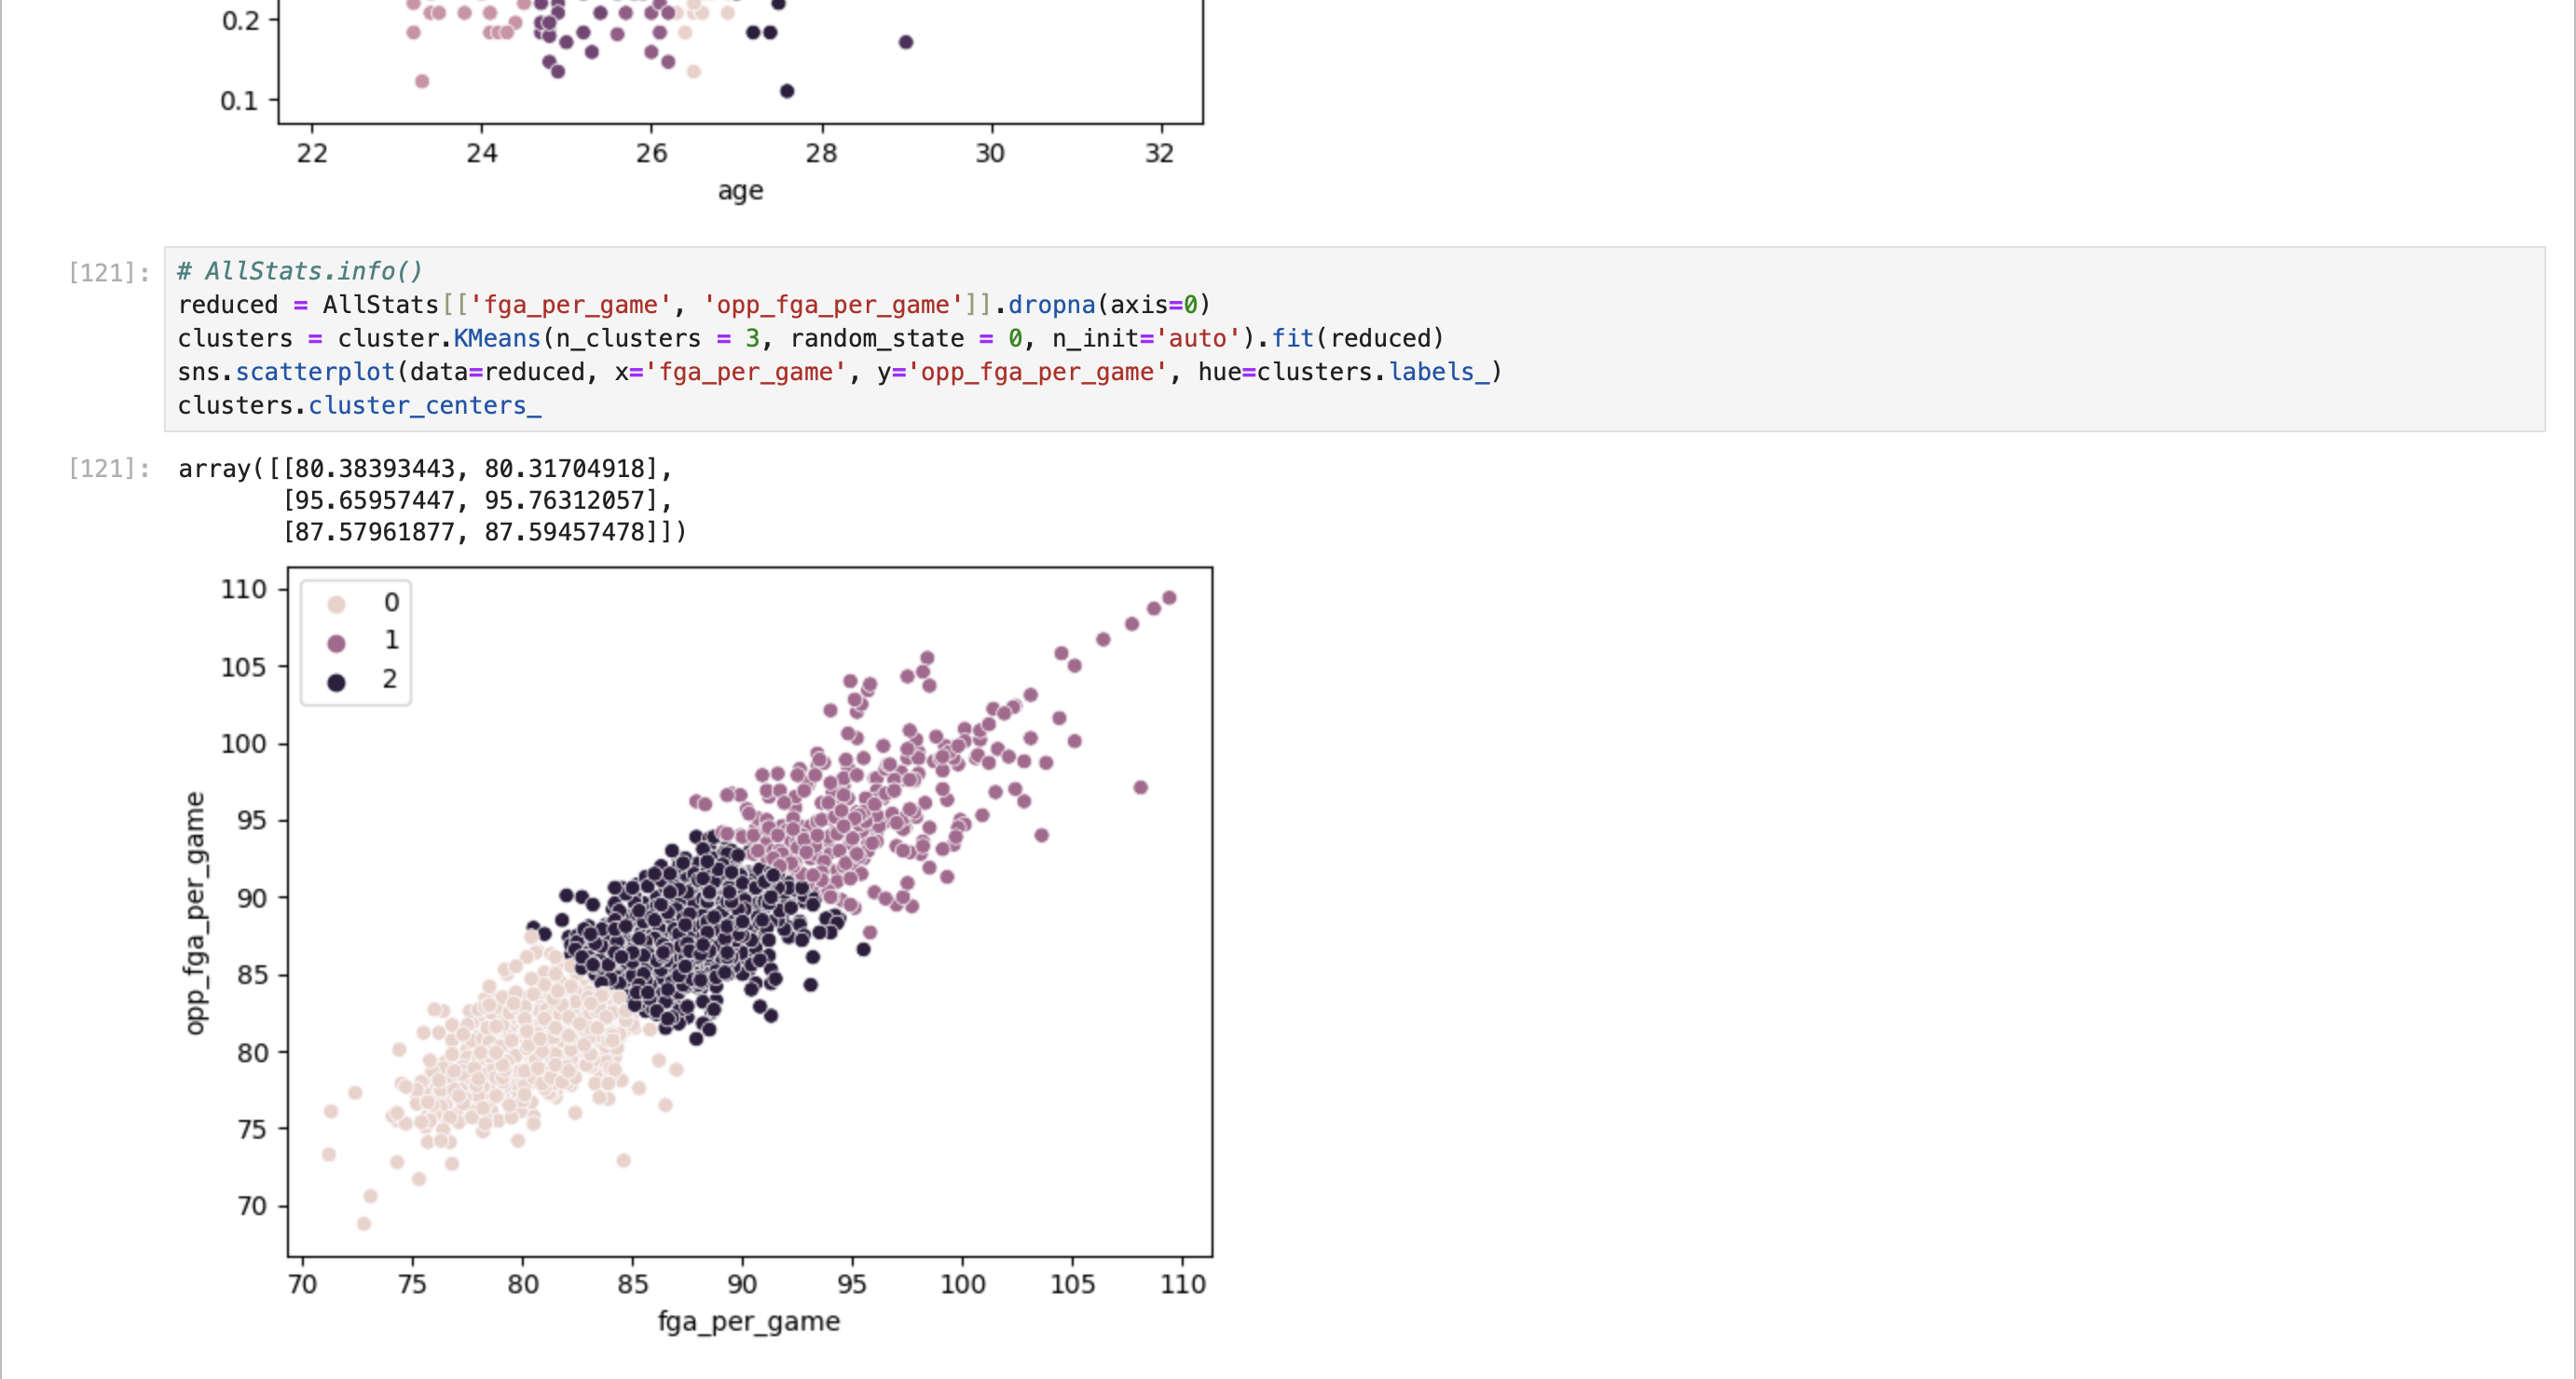 0.2
0.1
22 24 26 28 30 32
age
[121]: # AllStats.info()
reduced = AllStats[['fga_per_game', 'opp_fga_per_game']].dropna(axis=0)
clusters = cluster.KMeans(n_clusters = 3, random_state = 0, n_init='auto').fit(reduced)
sns.scatterplot(data=reduced, x='fga_per_game', y='opp_fga_per_game', hue=clusters.labels_)
clusters.cluster_centers_
[121]: array([[80.38393443, 80.31704918],
[95.65957447, 95.76312057],
[87.57961877, 87.59457478]])
110
105
100
95
90
85
80
75
70
opp_fga_per_game
0
1
2
70 75 80 85 90 95 100 105 110
fga_per_game